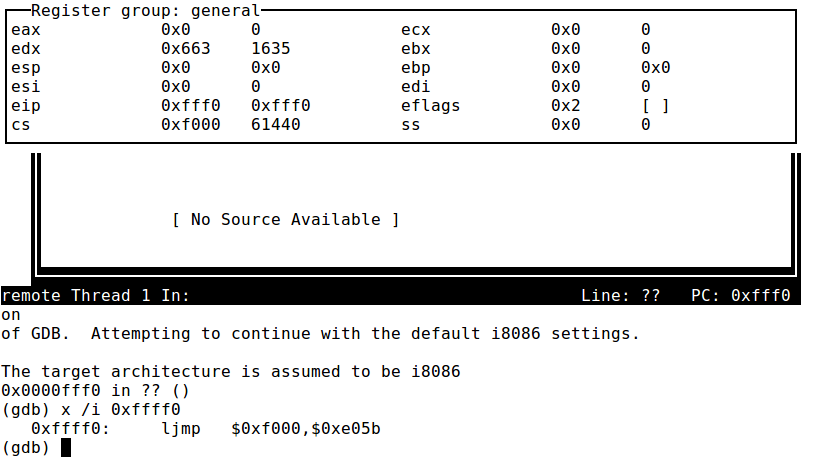 Register group: general
eax 0x0 0 ecx 0x0 0
edx 0x663 1635 ebx 0x0 0
esp 0x0 0x0 ebp 0x0 0x0
esi 0x0 0 edi 0x0 0
eip 0xfff0 0xfff0 eflags 0x2 [ ]
cs 0xf000 61440 ss 0x0 0
[ No Source Available ]
remote Thread 1 In: Line: ?? PC: 0xfff0
on
of GDB.  Attempting to continue with the default i8086 settings.
The target architecture is assumed to be i8086
0x0000fff0 in ?? ()
(gdb) x /i 0xffff0
   0xffff0:     ljmp   $0xf000,$0xe05b
(gdb)